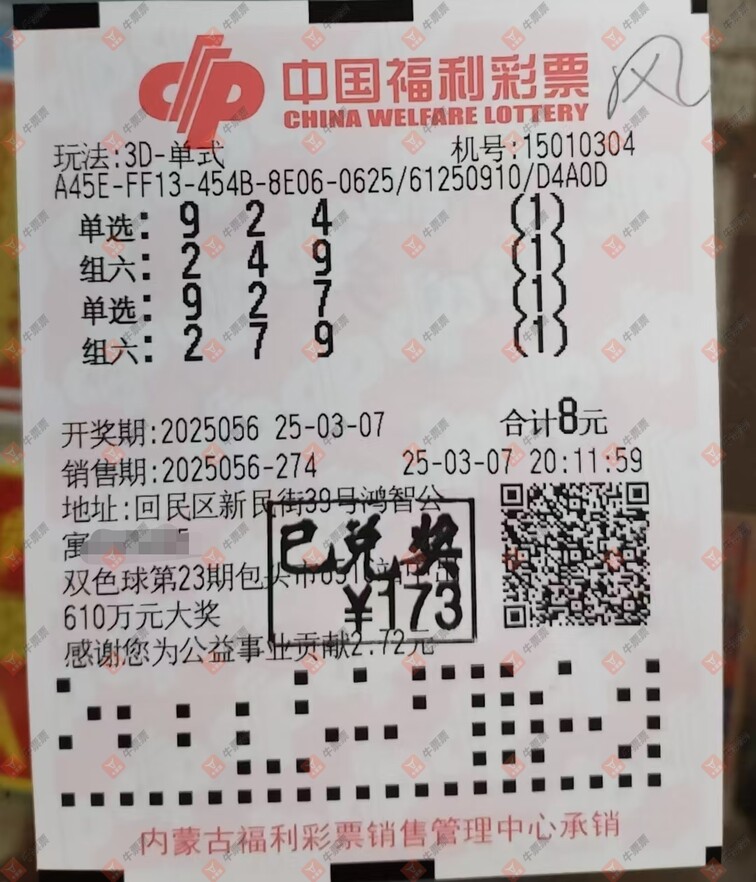 中国福利彩票
CHINA WELFARE LOTTERY
风
玩法:3D-单式 机号:15010304
A45E-FF13-454B-8E06-0625/61250910/D4A0D
单选: 9 2 4 (1)
组六: 2 4 9 (1)
单选: 9 2 7 (1)
组六: 2 7 9 (1)
开奖期:2025056 25-03-07 合计8元
销售期:2025056-274 25-03-07 20:11:59
地址:回民区新民街39号鸿智公
寓
已兑奖
¥173
双色球第23期包头市
610万元大奖
感谢您为公益事业贡献2.72元
内蒙古福利彩票销售管理中心承销
牛票票